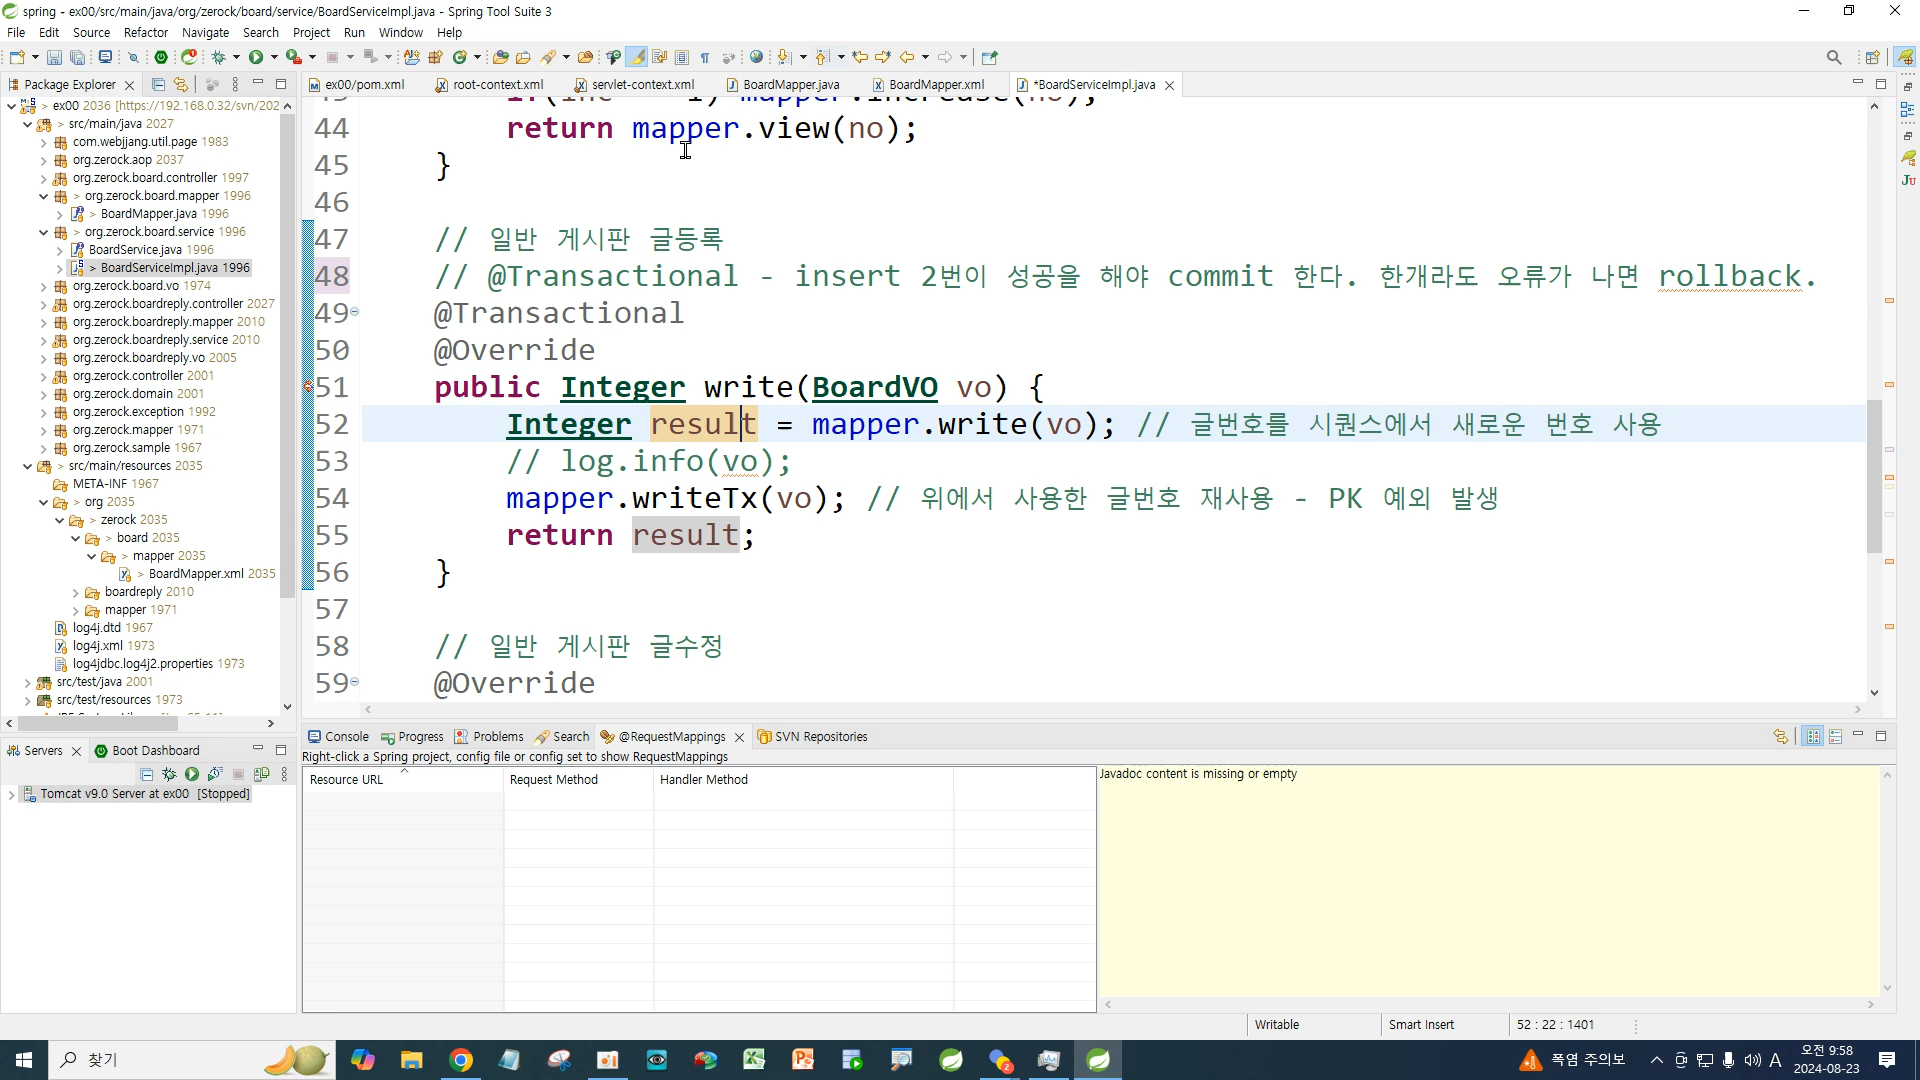 spring - ex00/src/main/java/org/zerock/board/service/BoardServiceImpl.java - Spring Tool Suite 3
File Edit Source Refactor Navigate Search Project Run Window Help
Package Explorer
ex00/pom.xml root-context.xml servlet-context.xml BoardMapper.java BoardMapper.xml *BoardServiceImpl.java
> ex00 2036 [https://192.168.0.32/svn/202
> src/main/java 2027
com.webjjang.util.page 1983
org.zerock.aop 2037
org.zerock.board.controller 1997
> org.zerock.board.mapper 1996
> BoardMapper.java 1996
> org.zerock.board.service 1996
BoardService.java 1996
> BoardServiceImpl.java 1996
org.zerock.board.vo 1974
org.zerock.boardreply.controller 2027
org.zerock.boardreply.mapper 2010
org.zerock.boardreply.service 2010
org.zerock.boardreply.vo 2005
org.zerock.controller 2001
org.zerock.domain 2001
org.zerock.exception 1992
org.zerock.mapper 1971
org.zerock.sample 1967
> src/main/resources 2035
META-INF 1967
> org 2035
> zerock 2035
> board 2035
> mapper 2035
> BoardMapper.xml 2035
boardreply 2010
mapper 1971
log4j.dtd 1967
log4j.xml 1973
log4jdbc.log4j2.properties 1973
src/test/java 2001
src/test/resources 1973
44 return mapper.view(no);
45 }
46
47 // 일반 게시판 글등록
48 // @Transactional - insert 2번이 성공을 해야 commit 한다. 한개라도 오류가 나면 rollback.
49 @Transactional
50 @Override
51 public Integer write(BoardVO vo) {
52 Integer result = mapper.write(vo); // 글번호를 시퀀스에서 새로운 번호 사용
53 // log.info(vo);
54 mapper.writeTx(vo); // 위에서 사용한 글번호 재사용 - PK 예외 발생
55 return result;
56 }
57
58 // 일반 게시판 글수정
59 @Override
Servers Boot Dashboard
Tomcat v9.0 Server at ex00 [Stopped]
Console Progress Problems Search @RequestMappings SVN Repositories
Right-click a Spring project, config file or config set to show RequestMappings
Resource URL Request Method Handler Method
Javadoc content is missing or empty
Writable Smart Insert 52 : 22 : 1401
찾기
폭염 주의보
A
오전 9:58
2024-08-23